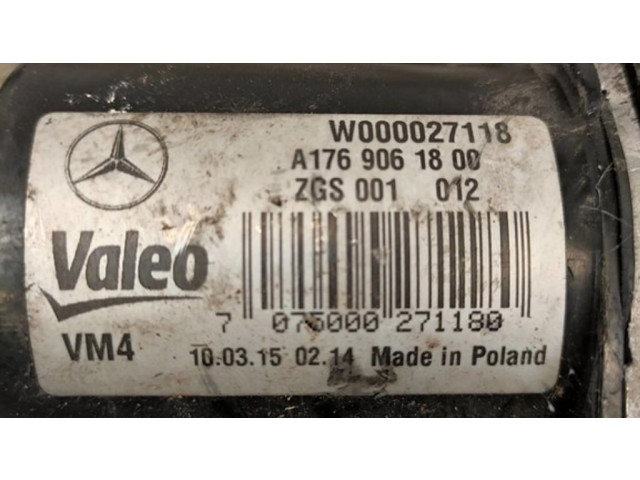 W000027118
A176 906 18 00
ZGS 001 012
Valeo
7 075000 271180
VM4
10.03.15 02.14 Made in Poland